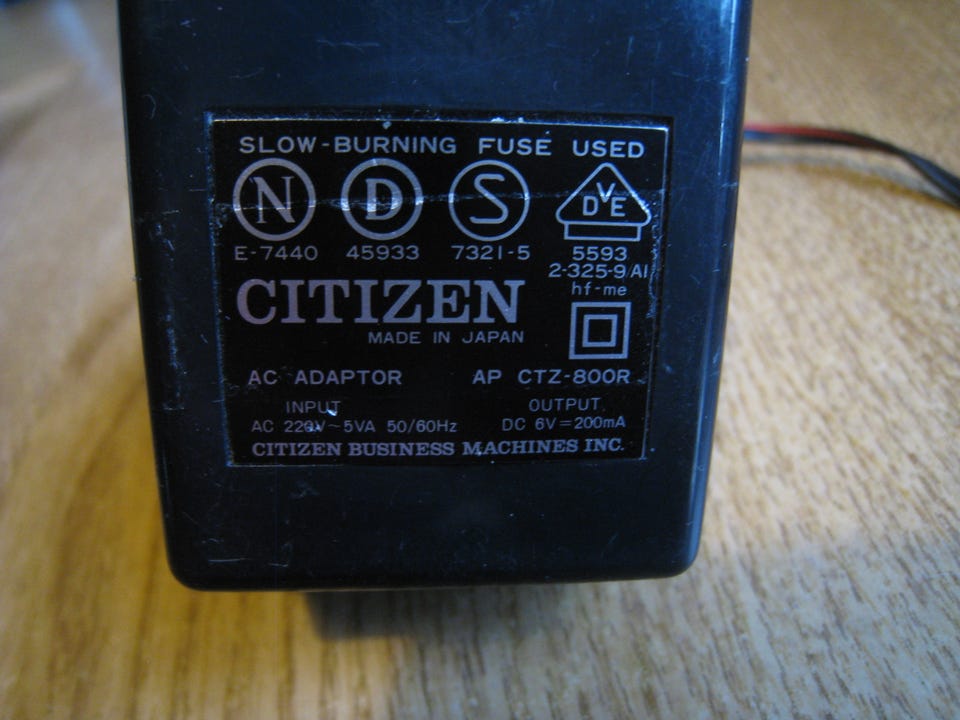 SLOW-BURNING FUSE USED
N D S VDE
E-7440 45933 7321-5 5593
2-325-9 A1
hf-me
CITIZEN
MADE IN JAPAN
AC ADAPTOR AP CTZ-800R
INPUT OUTPUT
AC 220V~5VA 50/60Hz DC 6V=200mA
CITIZEN BUSINESS MACHINES INC.